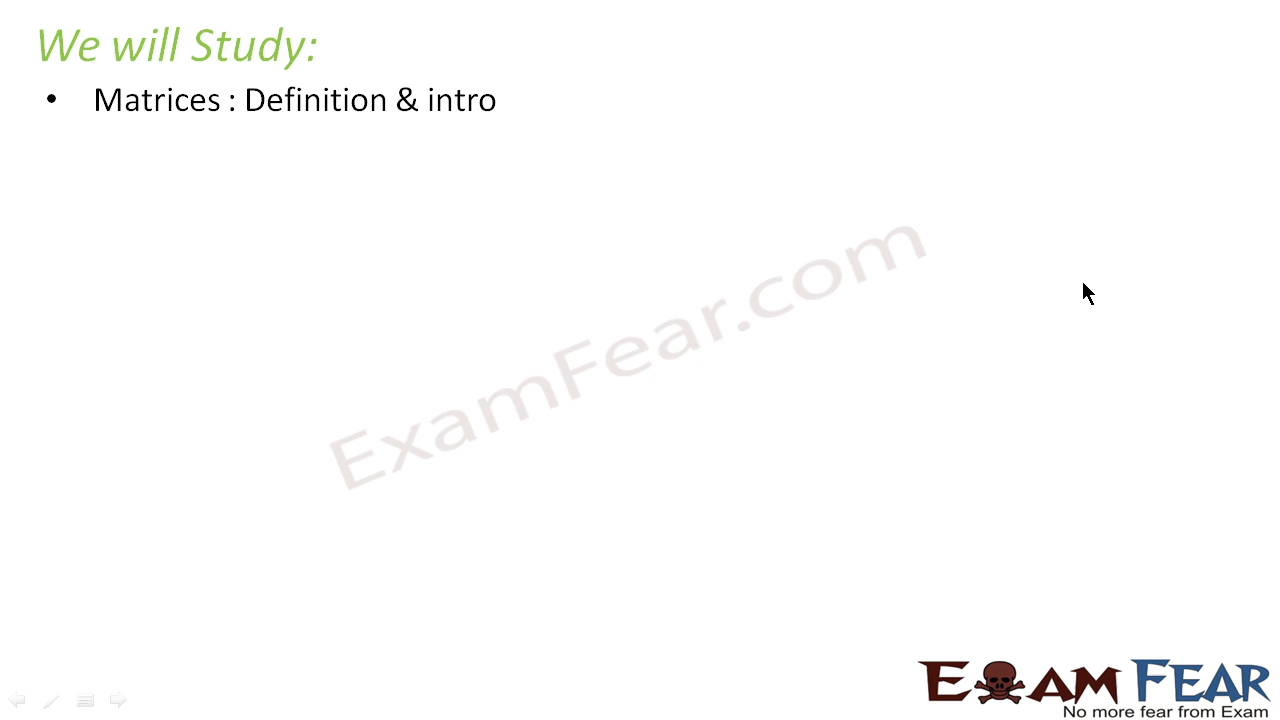 We will Study:
• Matrices : Definition & intro
ExamFear.com
EXAM FEAR
No more fear from Exam